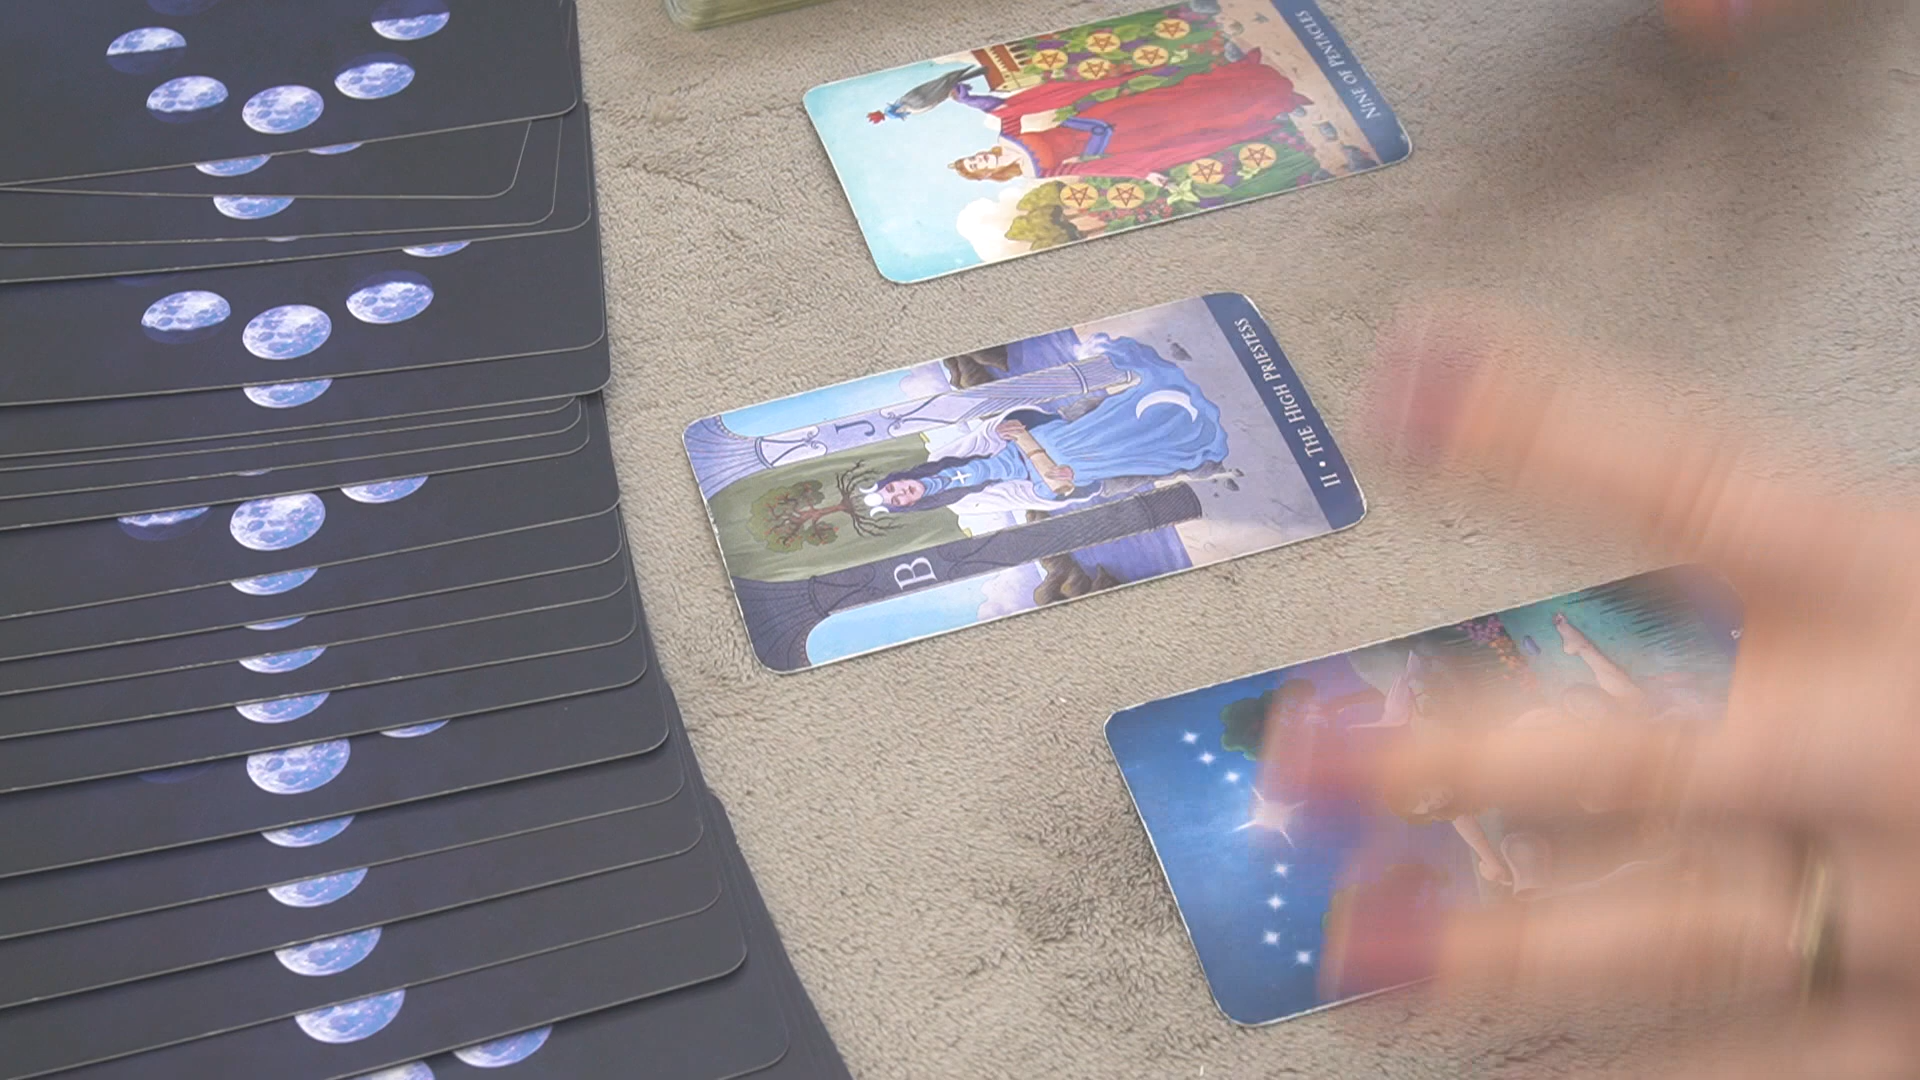 NINE OF PENTACLES
II • THE HIGH PRIESTESS
J
B